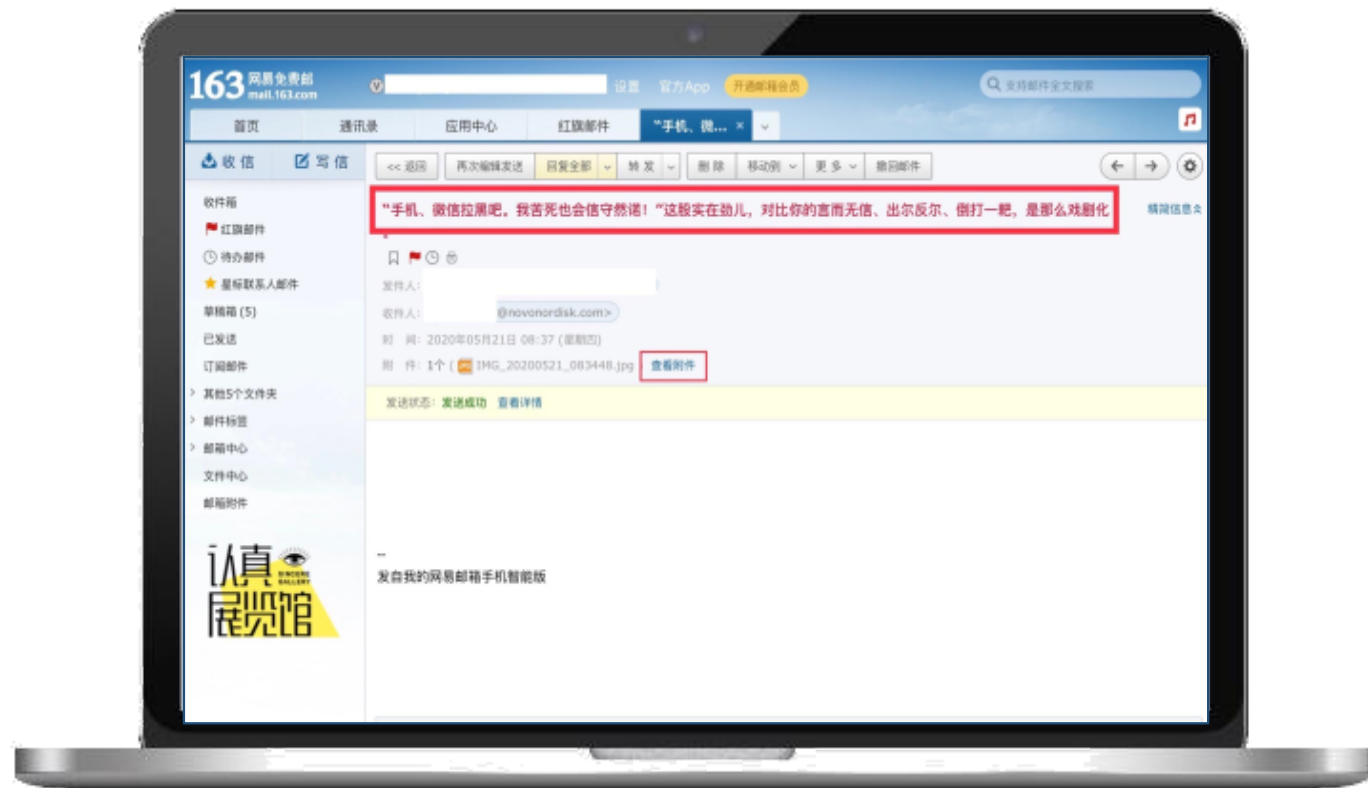 163 网易免费邮
mail.163.com
设置 官方App 开通邮箱会员
支持邮件全文搜索
首页 通讯录 应用中心 红旗邮件 "手机、微... ×
收信 写信
<< 返回 再次编辑发送 回复全部 转发 删除 移动到 更多 撤回邮件
收件箱
红旗邮件
待办邮件
星标联系人邮件
草稿箱 (5)
已发送
订阅邮件
其他5个文件夹
邮件标签
邮箱中心
文件中心
邮箱附件
认真
展览馆
SINCERE
GALLERY
"手机、微信拉黑吧。我苦死也会信守然诺！"这股实在劲儿，对比你的言而无信、出尔反尔、倒打一耙，是那么戏剧化
精简信息
发件人：
收件人： @novonordisk.com>
时 间：2020年05月21日 08:37 (星期四)
附 件：1个 ( IMG_20200521_083448.jpg 查看附件
发送状态：发送成功 查看详情
--
发自我的网易邮箱手机智能版